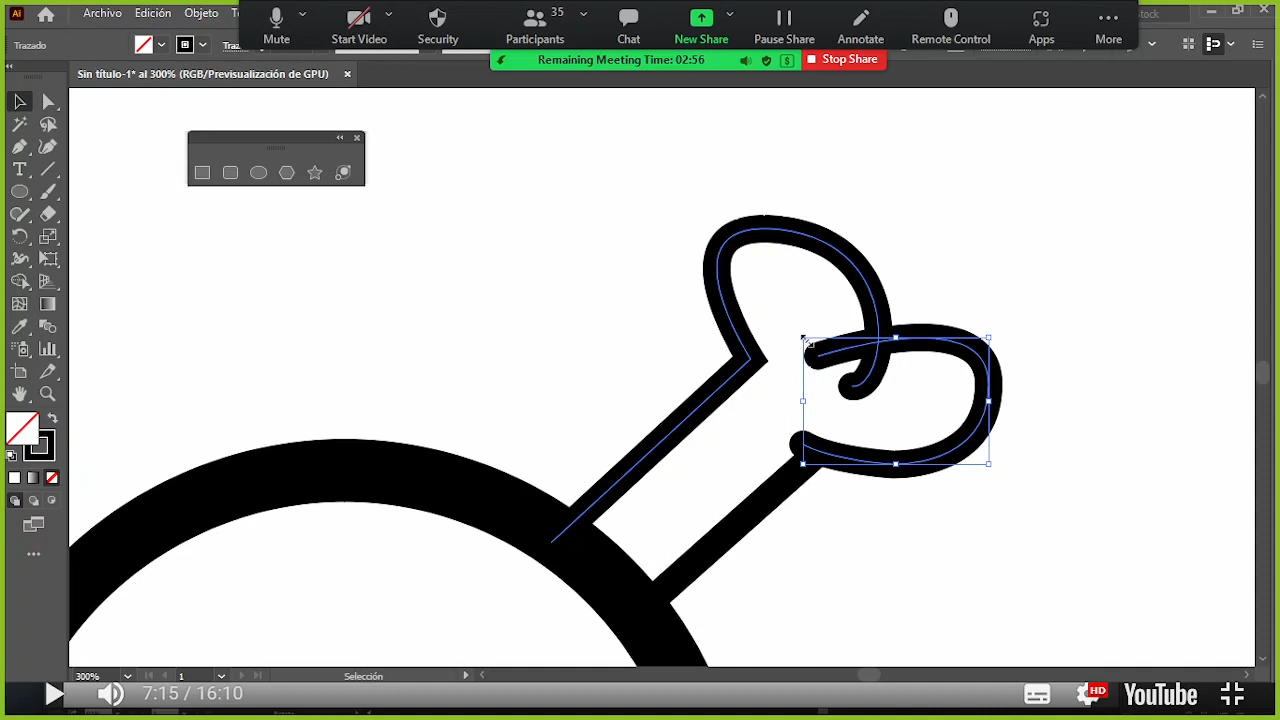 Ai
Archivo Edición Objeto
35
Mute Start Video Security Participants Chat New Share Pause Share Annotate Remote Control Apps More
Stock
Trazado
Remaining Meeting Time: 02:56
$
Stop Share
Sin título-1* al 300% (RGB/Previsualización de GPU)
T
300%
1
Selección
7:15 / 16:10
HD
YouTube